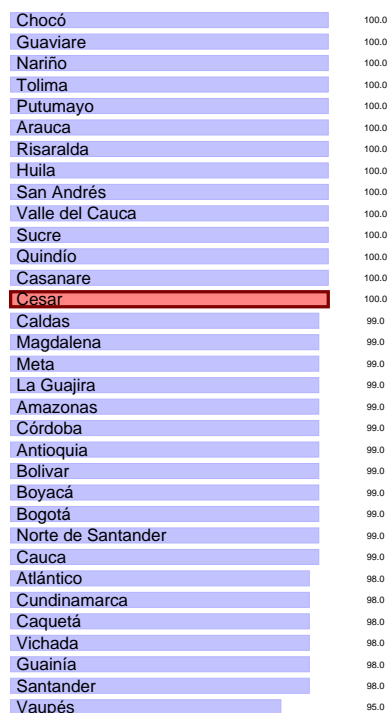 Chocó 100.0
Guaviare 100.0
Nariño 100.0
Tolima 100.0
Putumayo 100.0
Arauca 100.0
Risaralda 100.0
Huila 100.0
San Andrés 100.0
Valle del Cauca 100.0
Sucre 100.0
Quindío 100.0
Casanare 100.0
Cesar 100.0
Caldas 99.0
Magdalena 99.0
Meta 99.0
La Guajira 99.0
Amazonas 99.0
Córdoba 99.0
Antioquia 99.0
Bolivar 99.0
Boyacá 99.0
Bogotá 99.0
Norte de Santander 99.0
Cauca 99.0
Atlántico 98.0
Cundinamarca 98.0
Caquetá 98.0
Vichada 98.0
Guainía 98.0
Santander 98.0
Vaupés 95.0